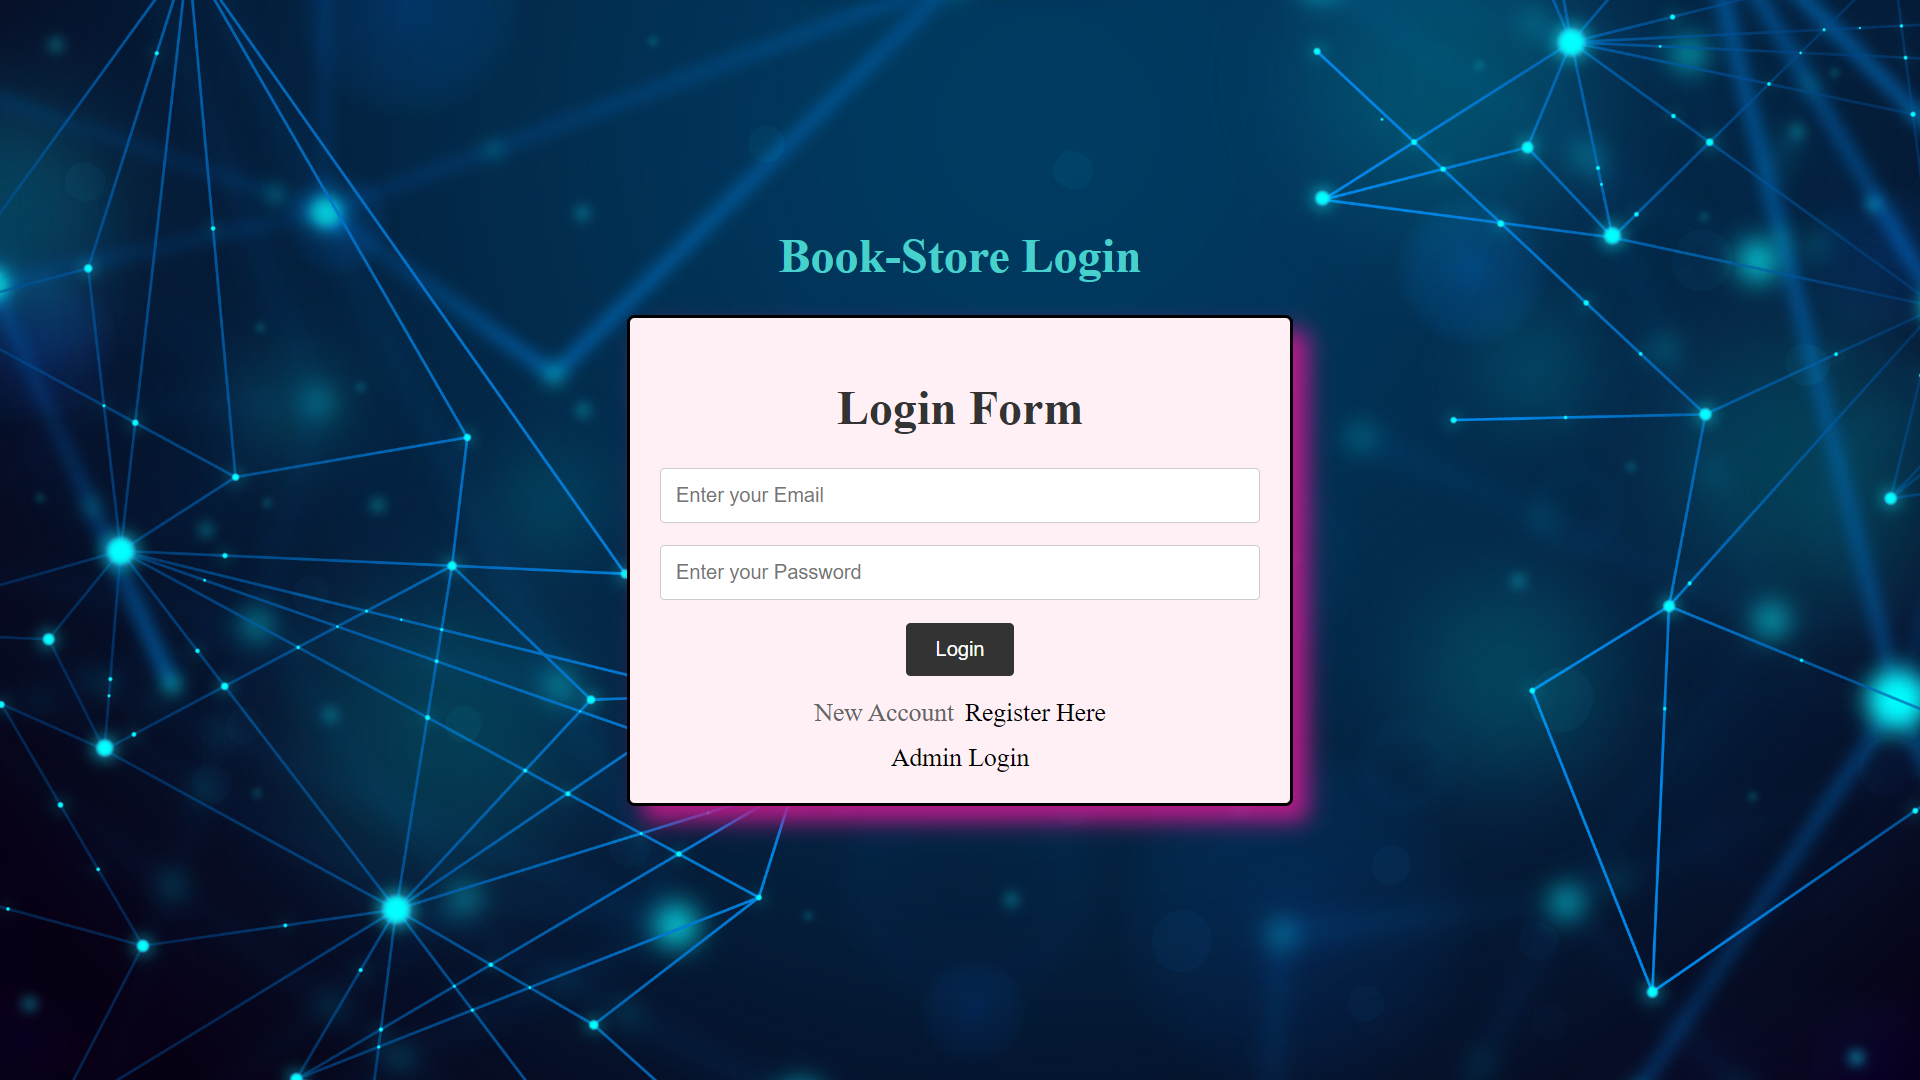 Book-Store Login
Login Form
Enter your Email
Enter your Password
Login
New Account Register Here
Admin Login